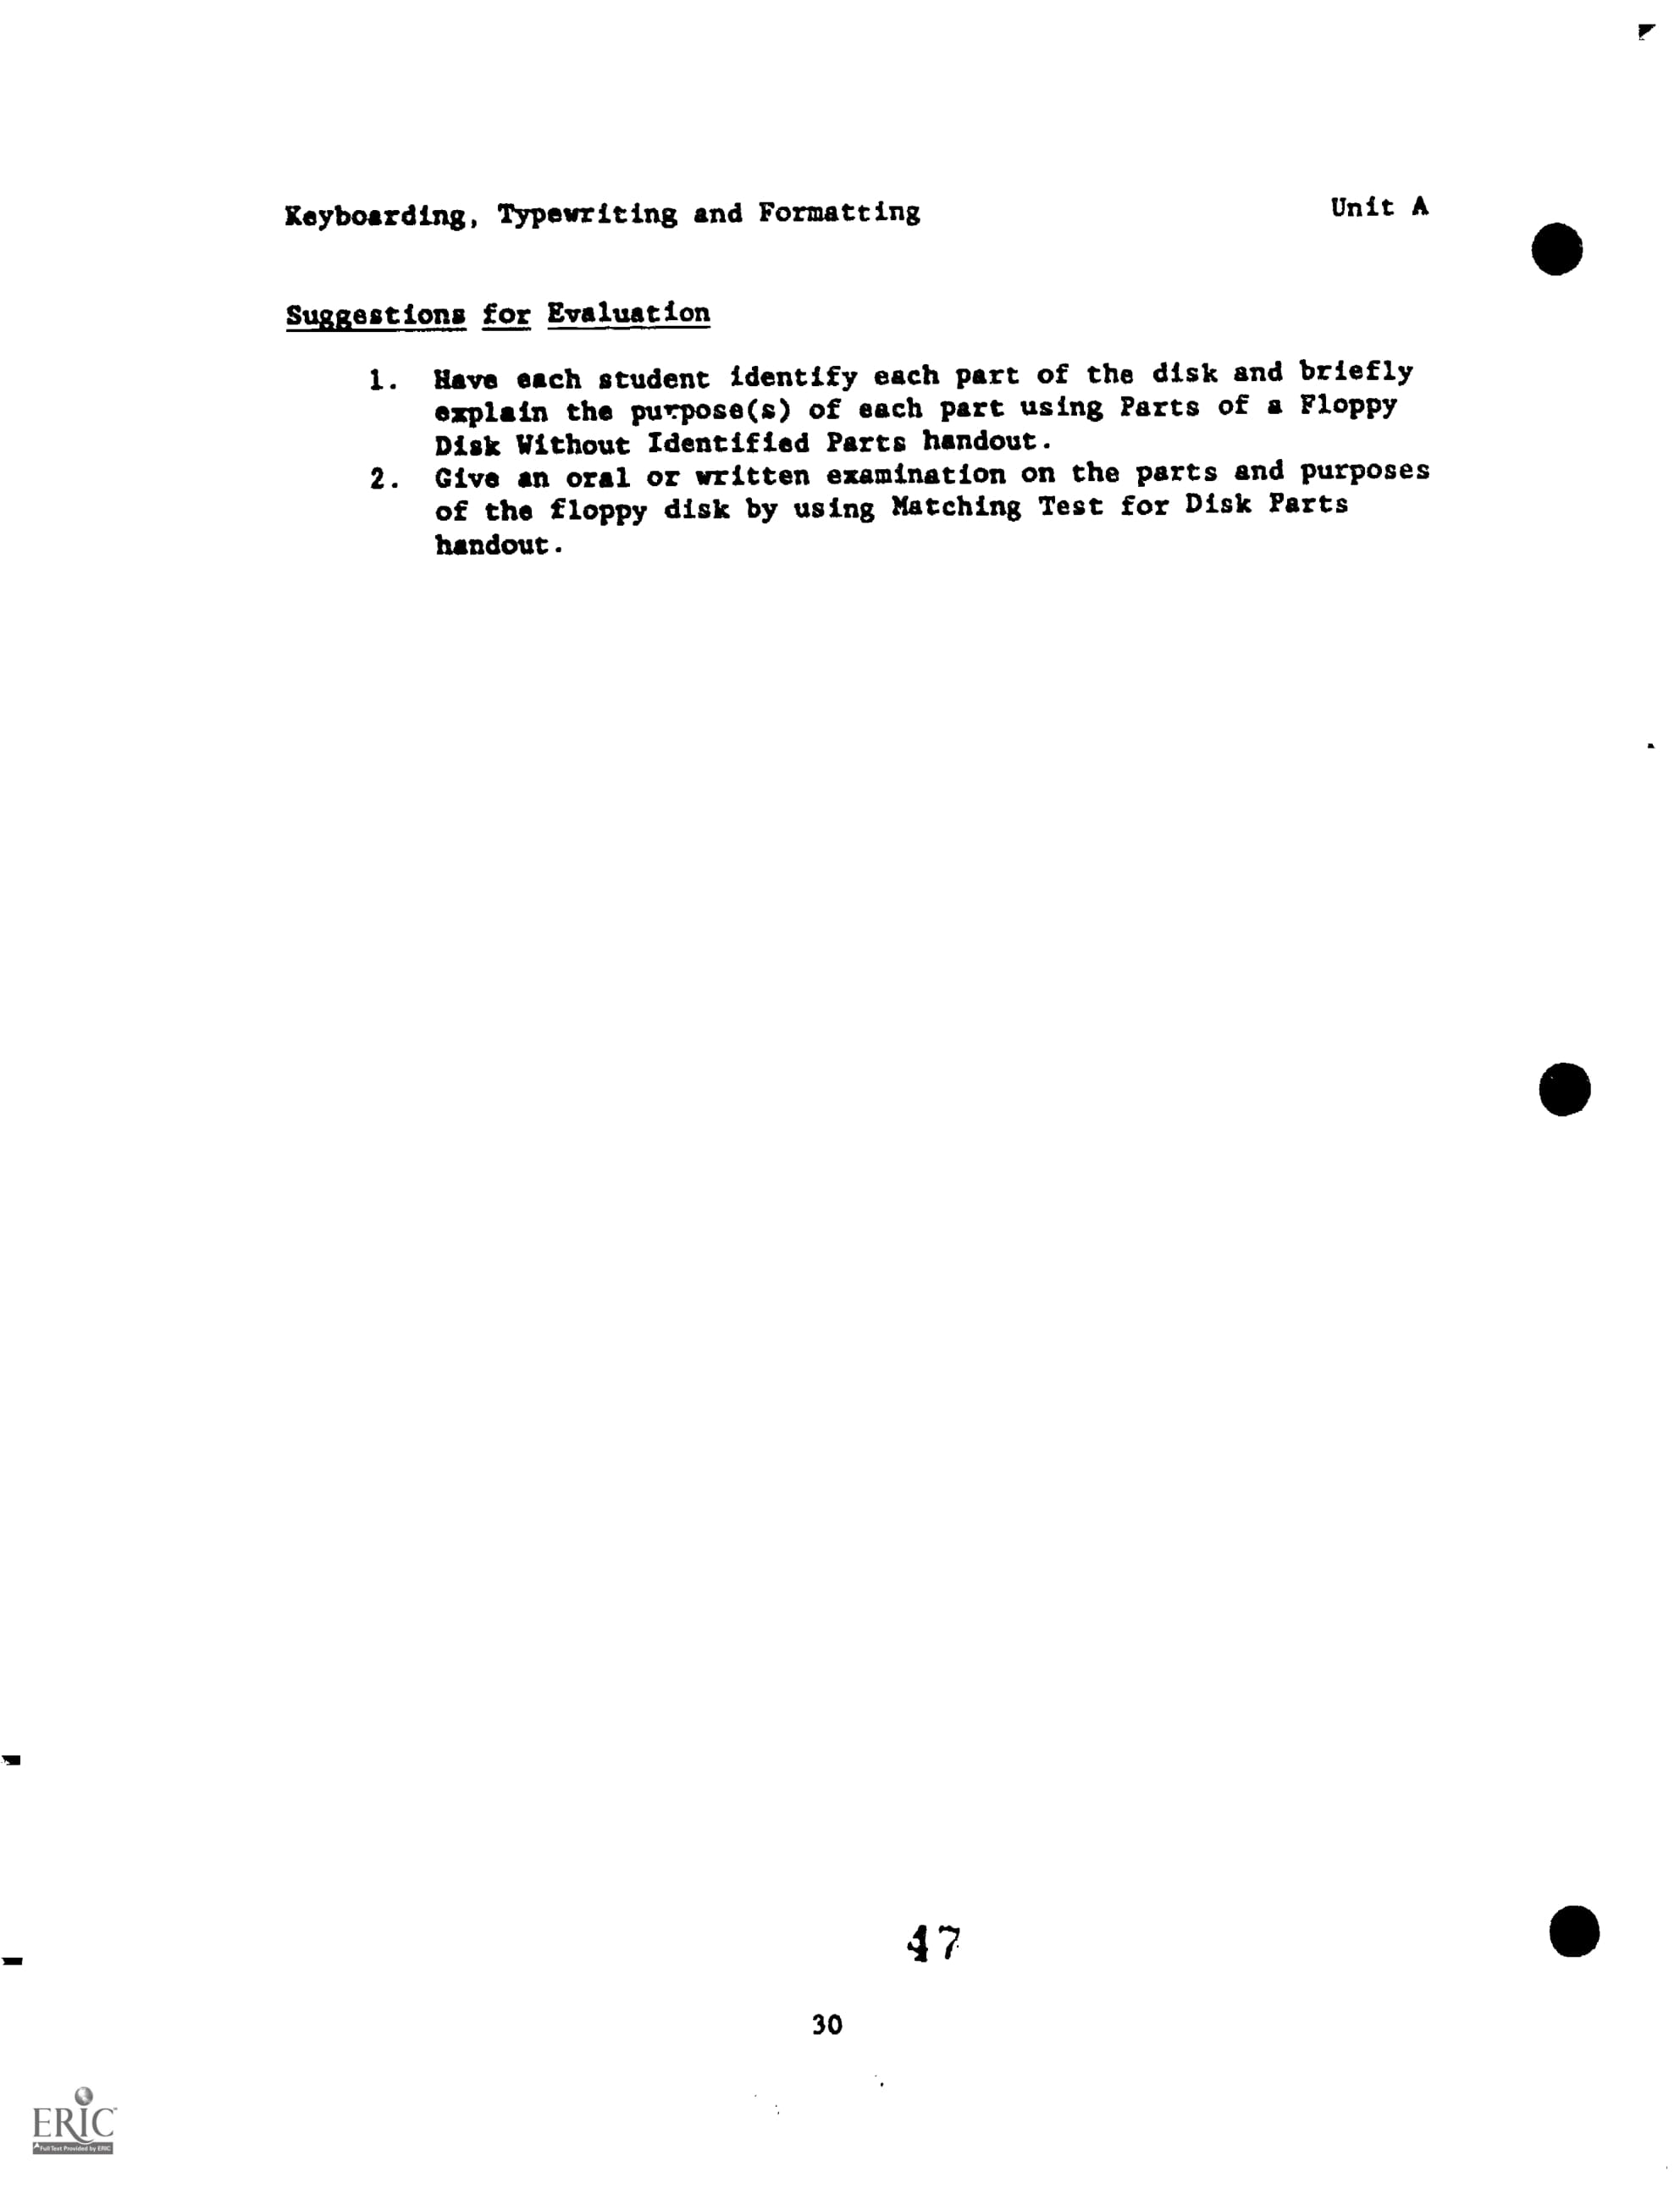 Keyboarding, Typewriting and Formatting
Unit A
Suggestions for Evaluation
1. Have each student identify each part of the disk and briefly
explain the purpose(s) of each part using Parts of a Floppy
Disk Without Identified Parts handout.
2. Give an oral or written examination on the parts and purposes
of the floppy disk by using Matching Test for Disk Parts
handout.
47
30
ERIC
Full Text Provided by ERIC